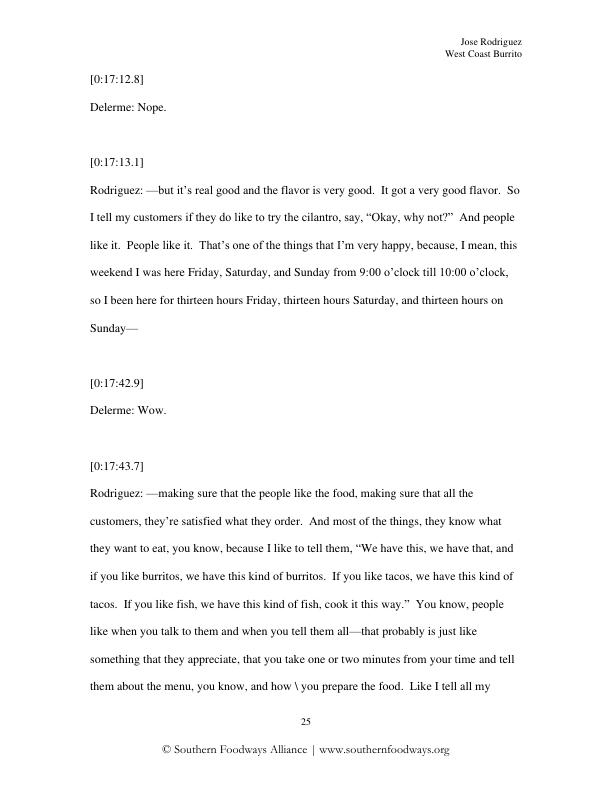 Jose Rodriguez
West Coast Burrito
[0:17:12.8]
Delerme: Nope.
[0:17:13.1]
Rodriguez: —but it’s real good and the flavor is very good.  It got a very good flavor.  So
I tell my customers if they do like to try the cilantro, say, “Okay, why not?”  And people
like it.  People like it.  That’s one of the things that I’m very happy, because, I mean, this
weekend I was here Friday, Saturday, and Sunday from 9:00 o’clock till 10:00 o’clock,
so I been here for thirteen hours Friday, thirteen hours Saturday, and thirteen hours on
Sunday—
[0:17:42.9]
Delerme: Wow.
[0:17:43.7]
Rodriguez: —making sure that the people like the food, making sure that all the
customers, they’re satisfied what they order.  And most of the things, they know what
they want to eat, you know, because I like to tell them, “We have this, we have that, and
if you like burritos, we have this kind of burritos.  If you like tacos, we have this kind of
tacos.  If you like fish, we have this kind of fish, cook it this way.”  You know, people
like when you talk to them and when you tell them all—that probably is just like
something that they appreciate, that you take one or two minutes from your time and tell
them about the menu, you know, and how \ you prepare the food.  Like I tell all my
25
© Southern Foodways Alliance | www.southernfoodways.org